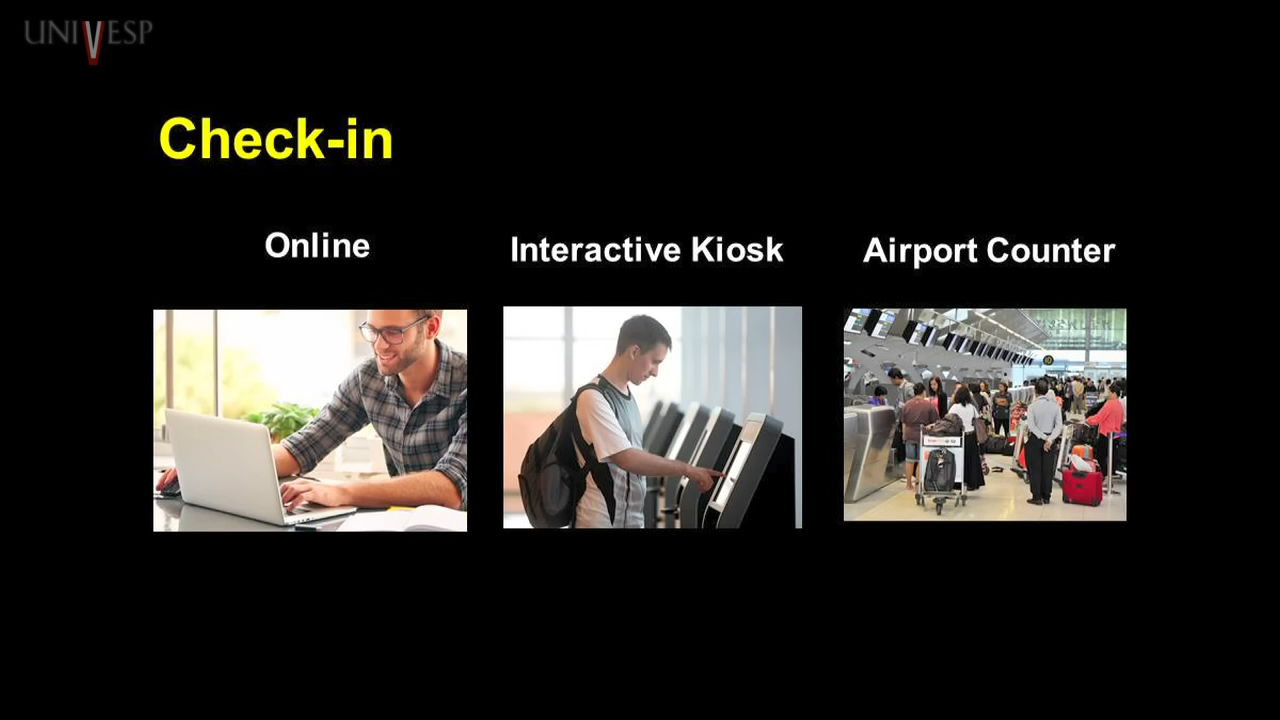 UNIVESP
Check-in
Online
Interactive Kiosk
Airport Counter